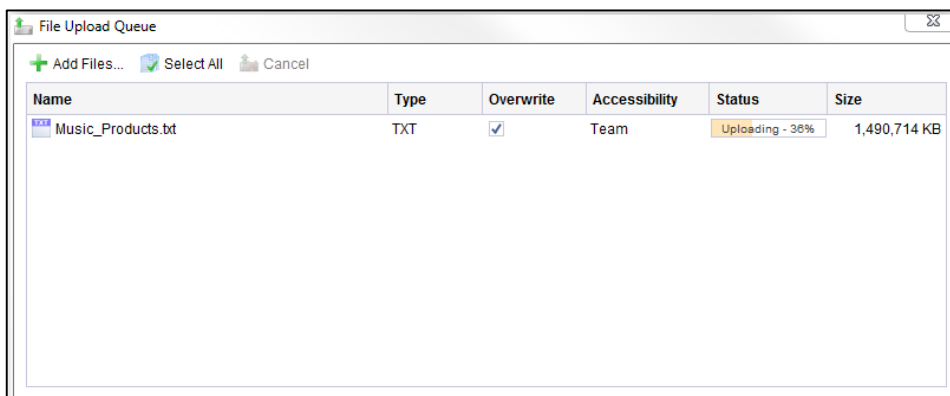 File Upload Queue
Add Files... Select All Cancel
Name Type Overwrite Accessibility Status Size
TXT Music_Products.txt TXT Team Uploading - 36% 1,490,714 KB